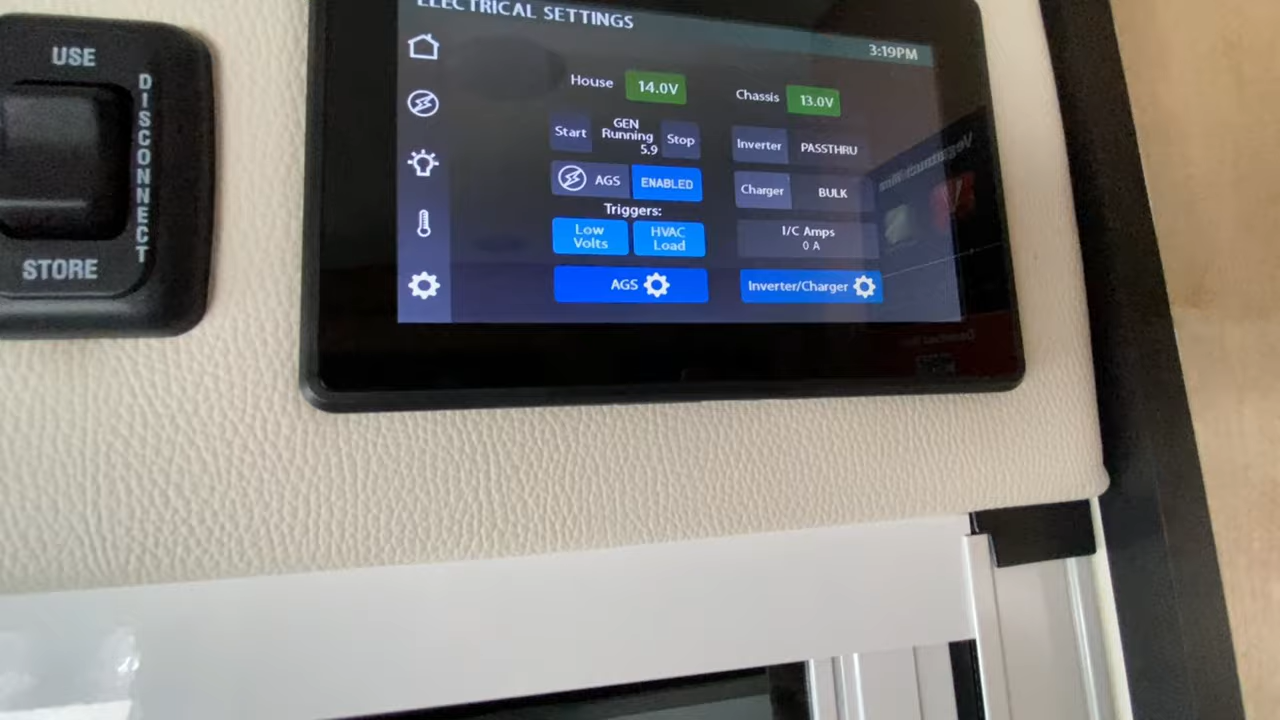 USE
DISCONNECT
STORE
ELECTRICAL SETTINGS
3:19PM
House 14.0V
Chassis 13.0V
Start
GEN
Running
5.9
Stop
Inverter PASSTHRU
AGS ENABLED
Charger BULK
Triggers:
Low
Volts
HVAC
Load
I/C Amps
0 A
AGS
Inverter/Charger